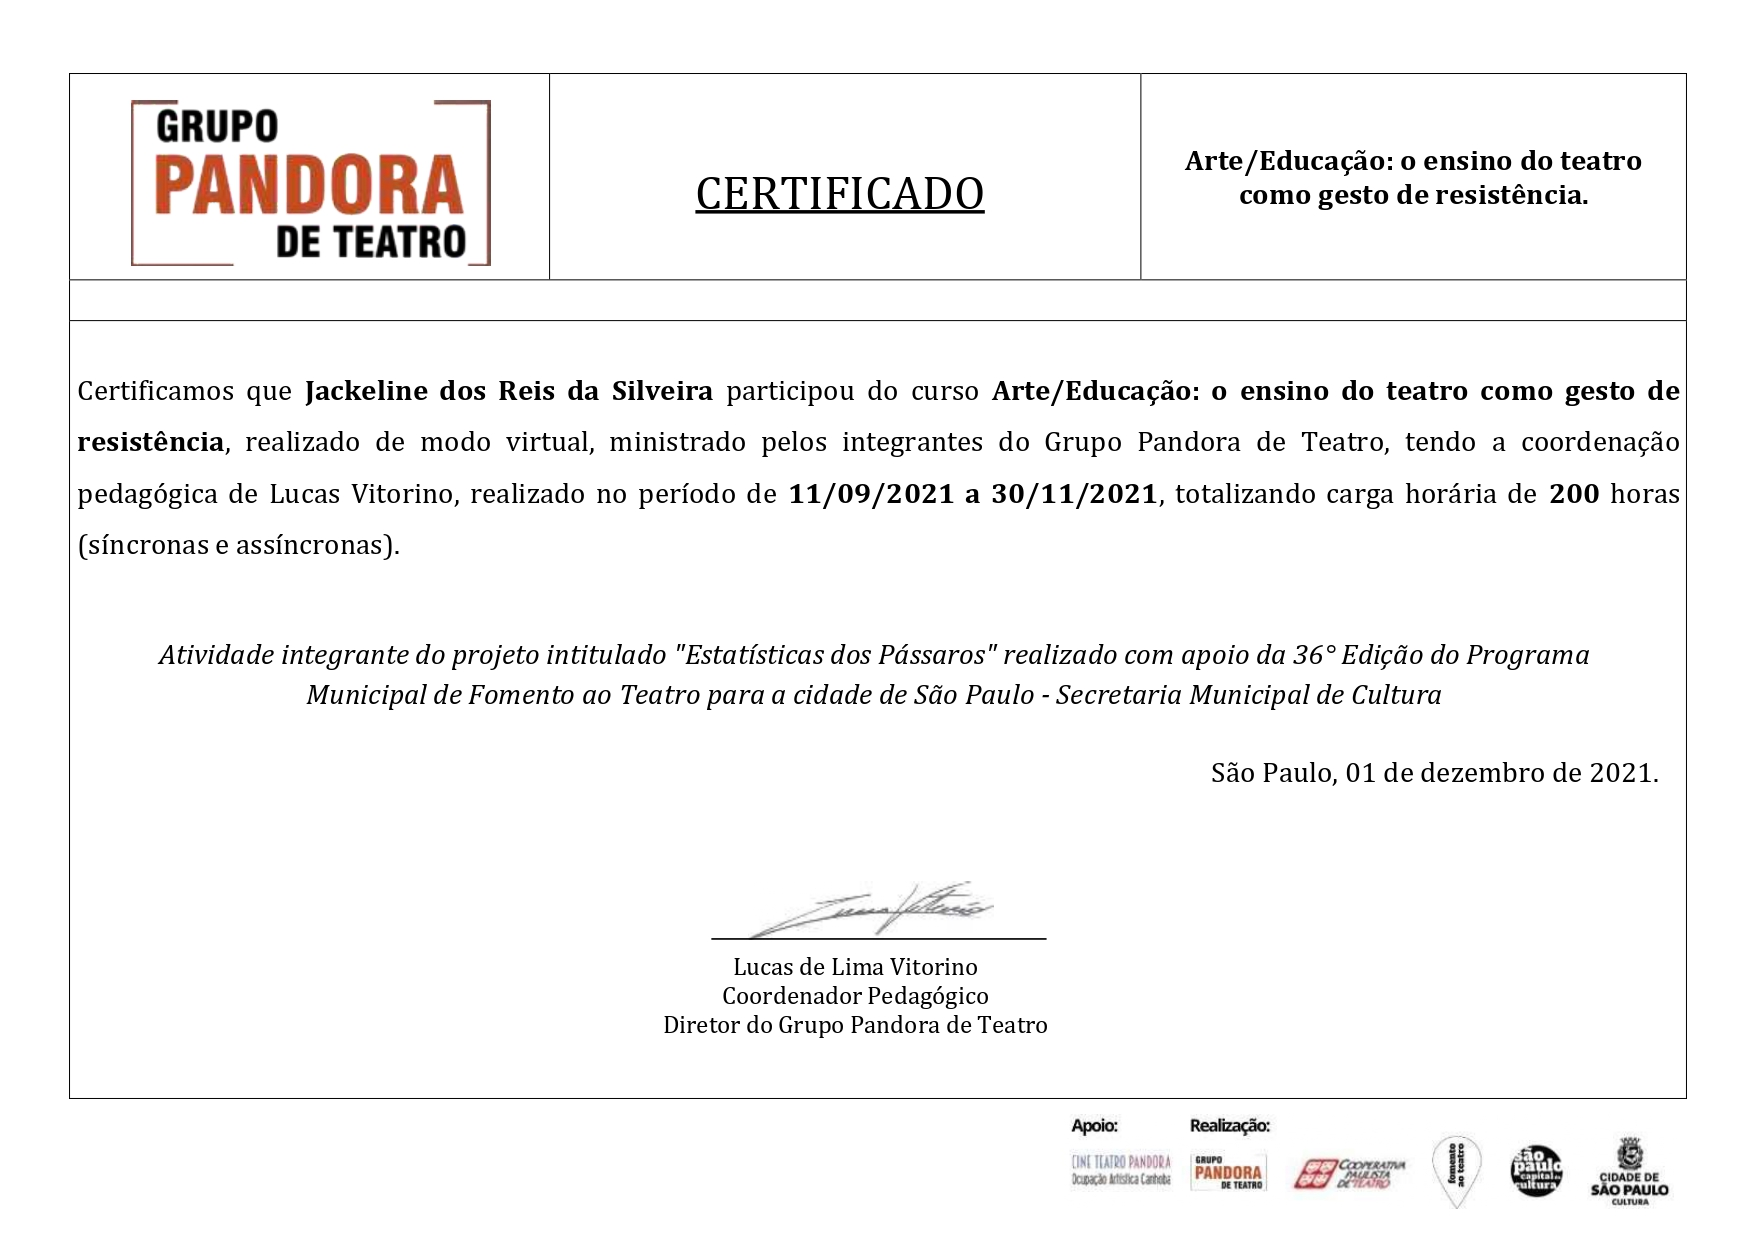 GRUPO
PANDORA
DE TEATRO
CERTIFICADO
Arte/Educação: o ensino do teatro
como gesto de resistência.
Certificamos que Jackeline dos Reis da Silveira participou do curso Arte/Educação: o ensino do teatro como gesto de
resistência, realizado de modo virtual, ministrado pelos integrantes do Grupo Pandora de Teatro, tendo a coordenação
pedagógica de Lucas Vitorino, realizado no período de 11/09/2021 a 30/11/2021, totalizando carga horária de 200 horas
(síncronas e assíncronas).
Atividade integrante do projeto intitulado "Estatísticas dos Pássaros" realizado com apoio da 36° Edição do Programa
Municipal de Fomento ao Teatro para a cidade de São Paulo - Secretaria Municipal de Cultura
São Paulo, 01 de dezembro de 2021.
Lucas Vitorino
Lucas de Lima Vitorino
Coordenador Pedagógico
Diretor do Grupo Pandora de Teatro
Apoio:
Realização:
CINE TEATRO PANDORA
Ocupação Artística Canhoba
GRUPO
PANDORA
DE TEATRO
COOPERATIVA
PAULISTA
DE TEATRO
fomento
ao teatro
são
paulo
capital da
cultura
CIDADE DE
SÃO PAULO
CULTURA